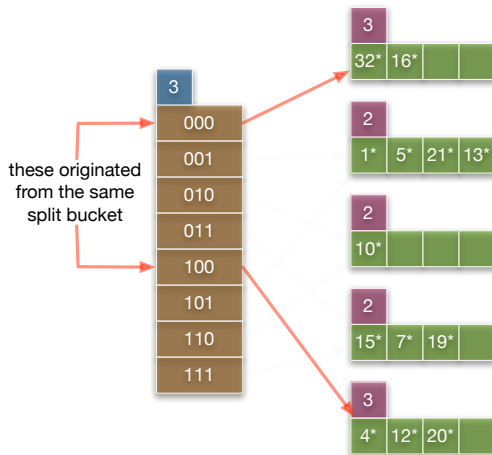 3
32* 16*
3
000
2
001
1* 5* 21* 13*
these originated
from the same
split bucket
010
2
011
10*
100
2
101
15* 7* 19*
110
3
111
4* 12* 20*